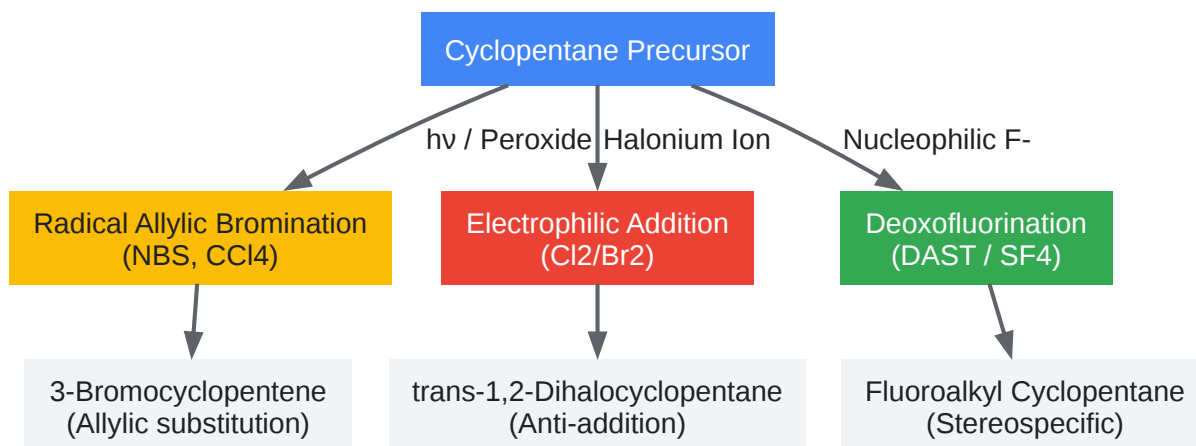 Cyclopentane Precursor
hν / Peroxide
Halonium Ion
Nucleophilic F-
Radical Allylic Bromination
(NBS, CCl4)
Electrophilic Addition
(Cl2/Br2)
Deoxofluorination
(DAST / SF4)
3-Bromocyclopentene
(Allylic substitution)
trans-1,2-Dihalocyclopentane
(Anti-addition)
Fluoroalkyl Cyclopentane
(Stereospecific)